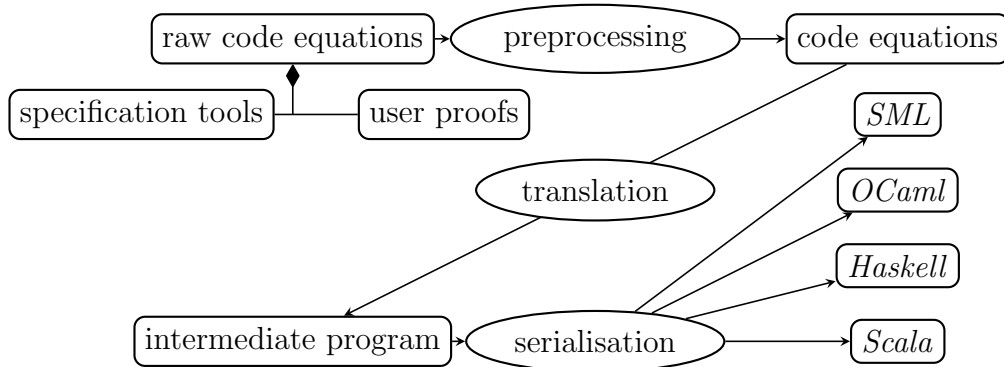 raw code equations
preprocessing
code equations
specification tools
user proofs
SML
translation
OCaml
Haskell
intermediate program
serialisation
Scala